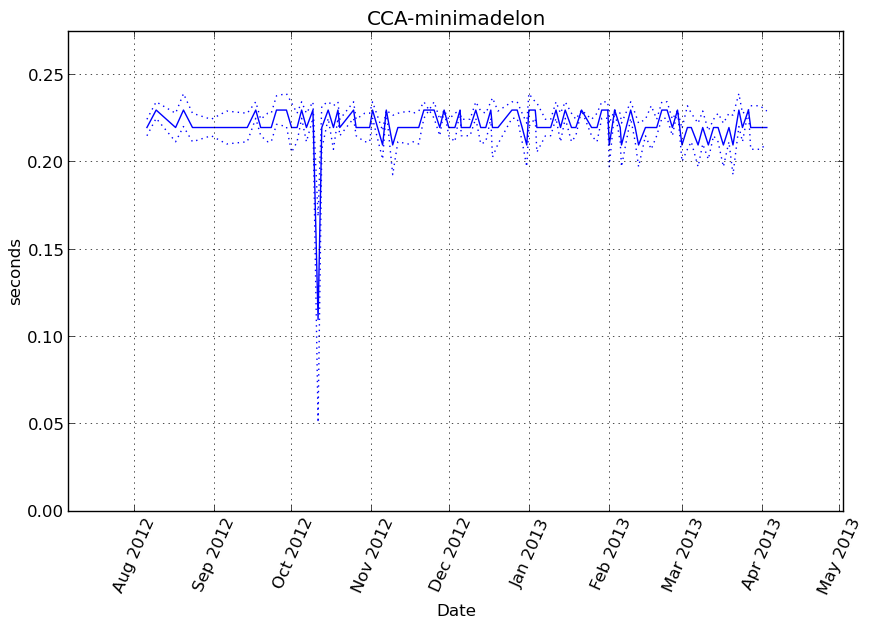 CCA-minimadelon
0.25
0.20
0.15
0.10
0.05
0.00
seconds
Aug 2012
Sep 2012
Oct 2012
Nov 2012
Dec 2012
Jan 2013
Feb 2013
Mar 2013
Apr 2013
May 2013
Date